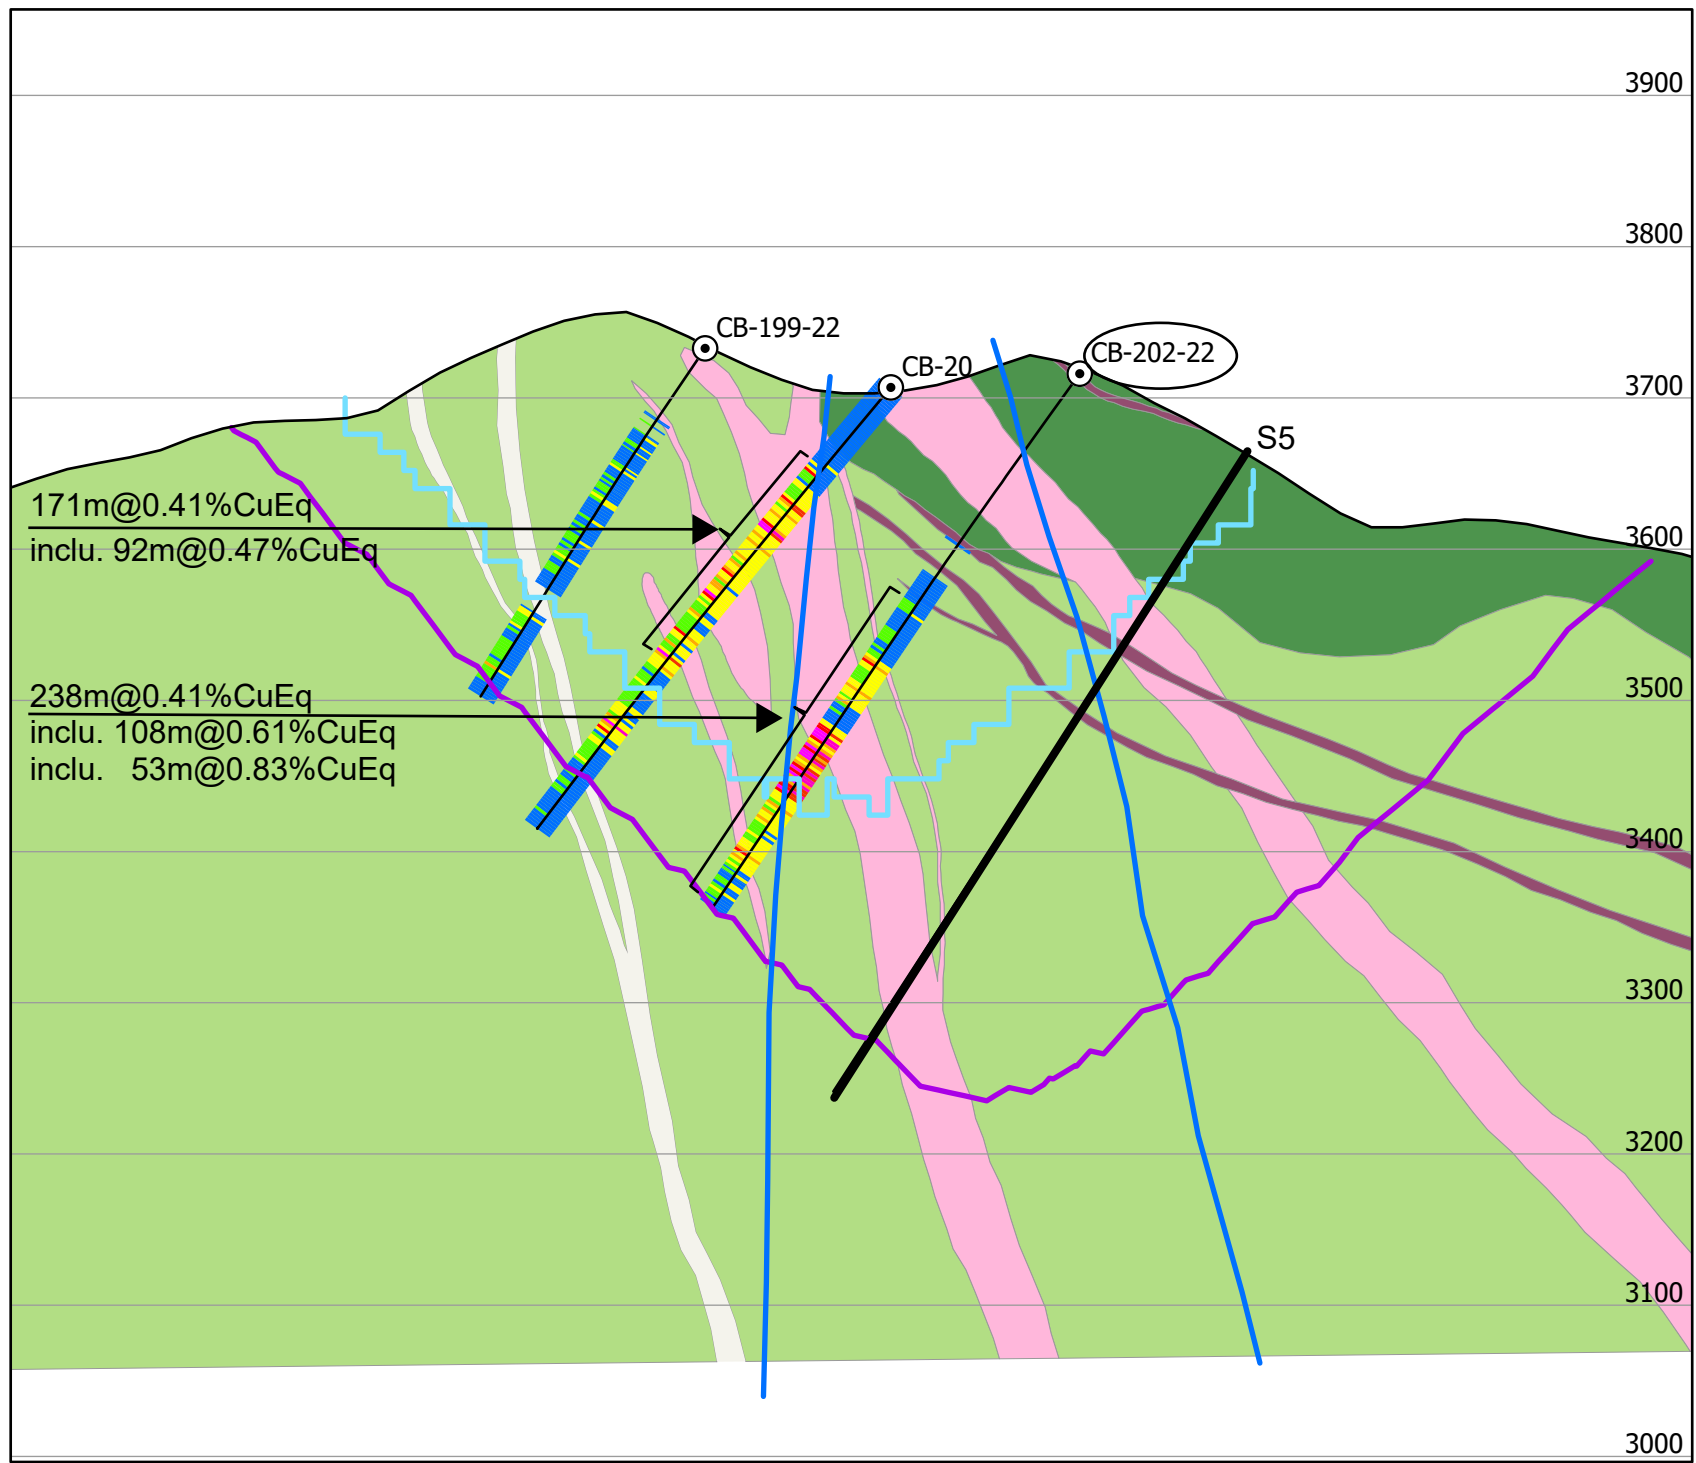 3900
3800
CB-199-22
CB-20
CB-202-22
3700
S5
171m@0.41%CuEq
inclu. 92m@0.47%CuEq
3600
238m@0.41%CuEq
3500
inclu. 108m@0.61%CuEq
inclu. 53m@0.83%CuEq
3400
3300
3200
3100
3000